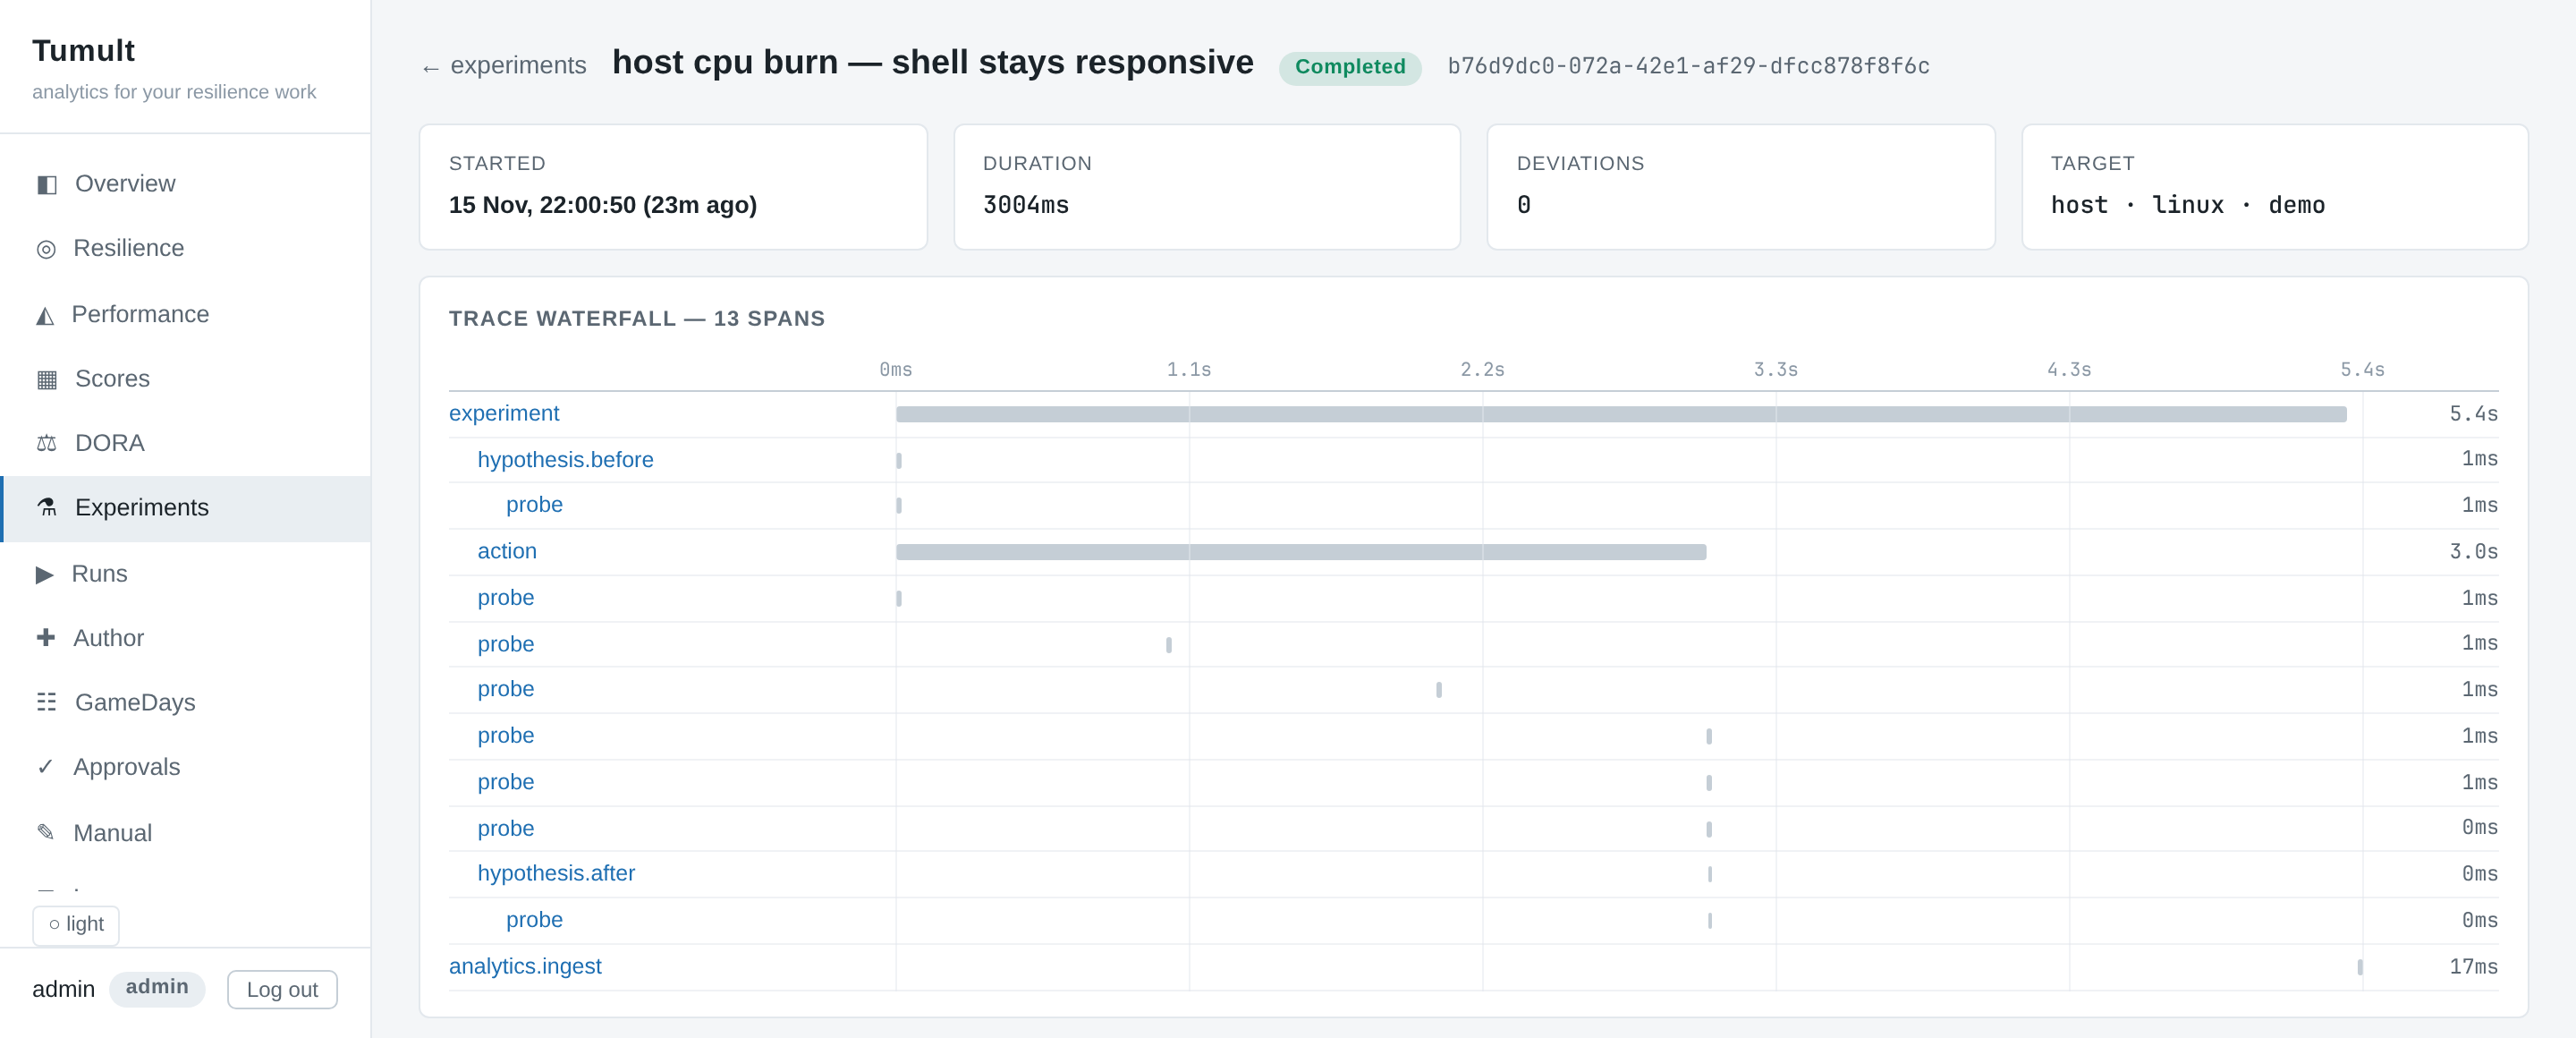 Tumult
analytics for your resilience work
Overview
Resilience
Performance
Scores
DORA
Experiments
Runs
Author
GameDays
Approvals
Manual
○ light
admin admin Log out
← experiments host cpu burn — shell stays responsive Completed b76d9dc0-072a-42e1-af29-dfcc878f8f6c
STARTED
15 Nov, 22:00:50 (23m ago)
DURATION
3004ms
DEVIATIONS
0
TARGET
host · linux · demo
TRACE WATERFALL — 13 SPANS
0ms 1.1s 2.2s 3.3s 4.3s 5.4s
experiment 5.4s
hypothesis.before 1ms
probe 1ms
action 3.0s
probe 1ms
probe 1ms
probe 1ms
probe 1ms
probe 1ms
probe 0ms
hypothesis.after 0ms
probe 0ms
analytics.ingest 17ms